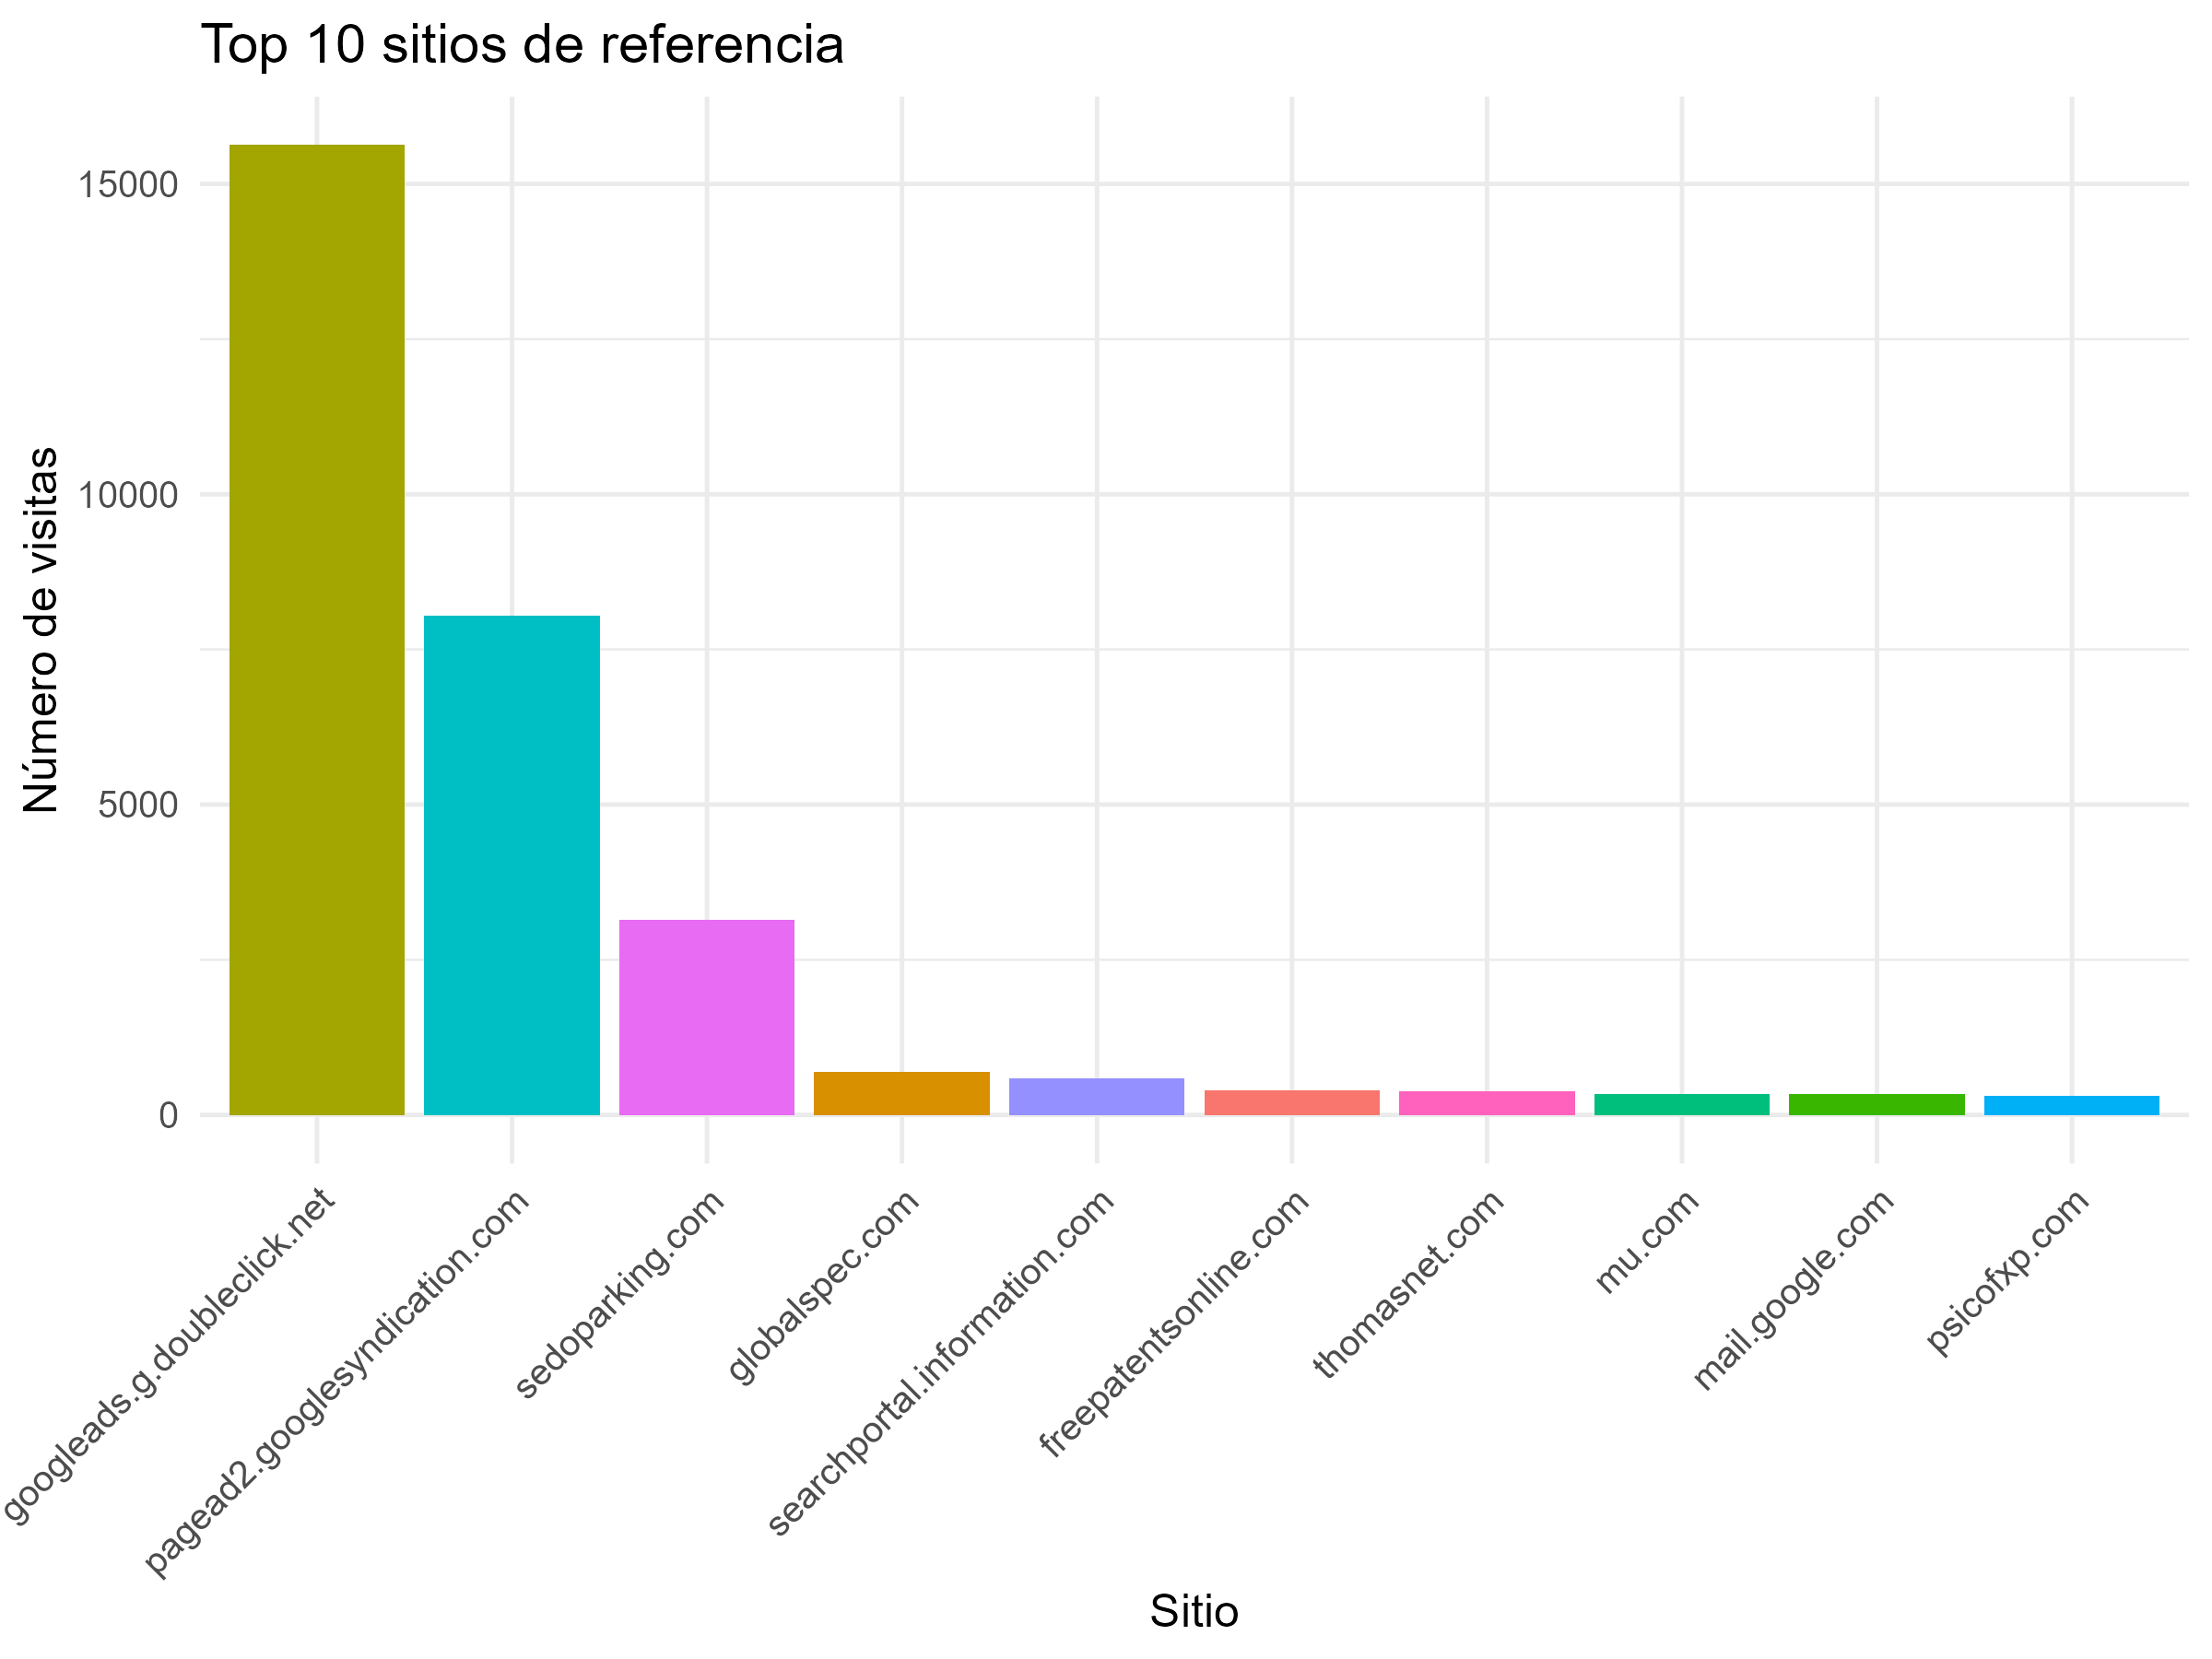 Top 10 sitios de referencia
Número de visitas
15000
10000
5000
0
googleads.g.doubleclick.net
pagead2.googlesyndication.com
sedoparking.com
globalspec.com
searchportal.information.com
freepatentsonline.com
thomasnet.com
mu.com
mail.google.com
psicofxp.com
Sitio